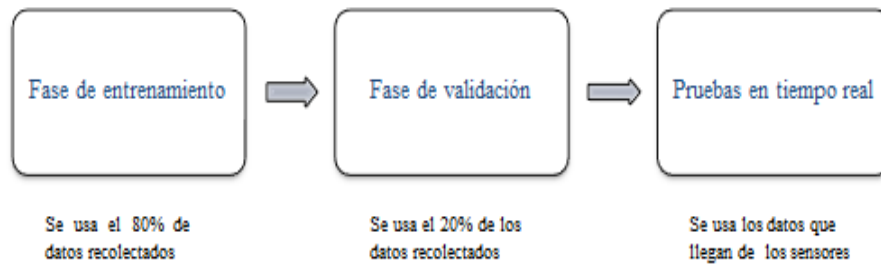 Fase de entrenamiento
Fase de validación
Pruebas en tiempo real
Se usa el 80% de
datos recolectados
Se usa el 20% de los
datos recolectados
Se usa los datos que
llegan de los sensores